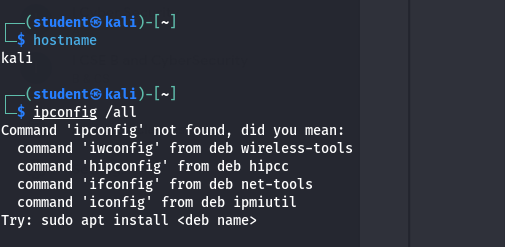 ┌──(student㉿kali)-[~]
└─$ hostname
kali
┌──(student㉿kali)-[~]
└─$ ipconfig /all
Command 'ipconfig' not found, did you mean:
  command 'iwconfig' from deb wireless-tools
  command 'hipconfig' from deb hipcc
  command 'ifconfig' from deb net-tools
  command 'iconfig' from deb ipmiutil
Try: sudo apt install <deb name>